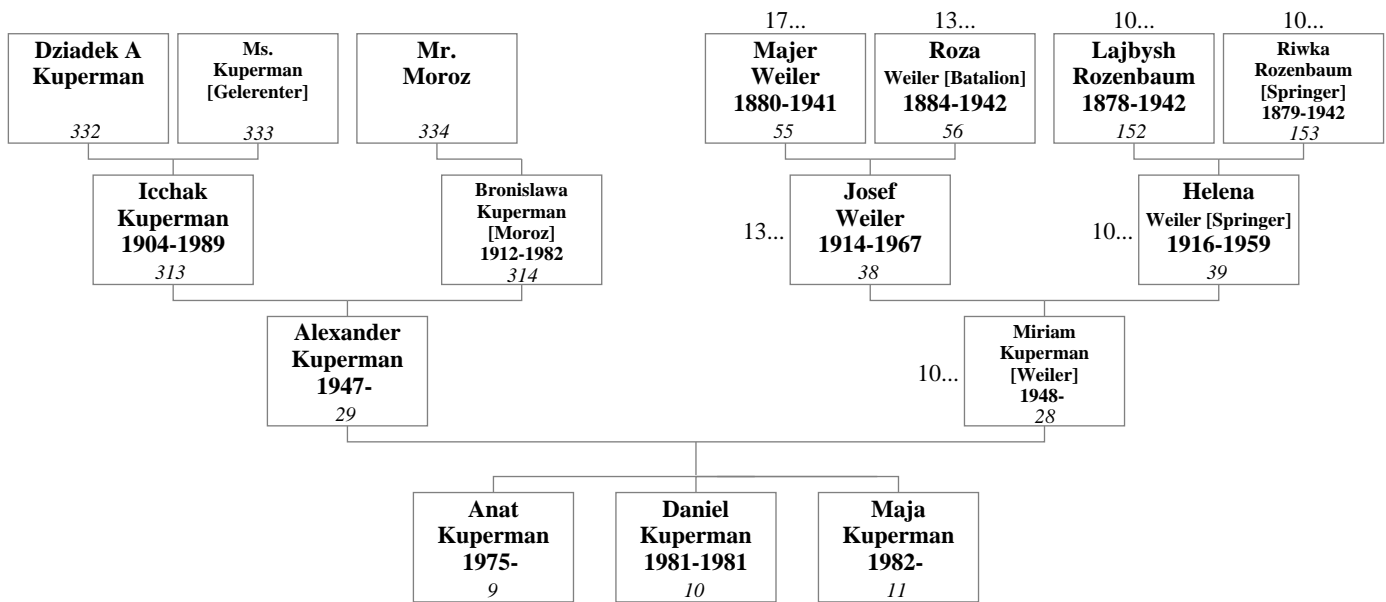 17...
13...
10...
10...
Dziadek A
Kuperman
332
Ms.
Kuperman
[Gelerenter]
333
Mr.
Moroz
334
Majer
Weiler
1880-1941
55
Roza
Weiler [Batalion]
1884-1942
56
Lajbysh
Rozenbaum
1878-1942
152
Riwka
Rozenbaum
[Springer]
1879-1942
153
Icchak
Kuperman
1904-1989
313
Bronislawa
Kuperman
[Moroz]
1912-1982
314
13...
Josef
Weiler
1914-1967
38
10...
Helena
Weiler [Springer]
1916-1959
39
Alexander
Kuperman
1947-
29
10...
Miriam
Kuperman
[Weiler]
1948-
28
Anat
Kuperman
1975-
9
Daniel
Kuperman
1981-1981
10
Maja
Kuperman
1982-
11